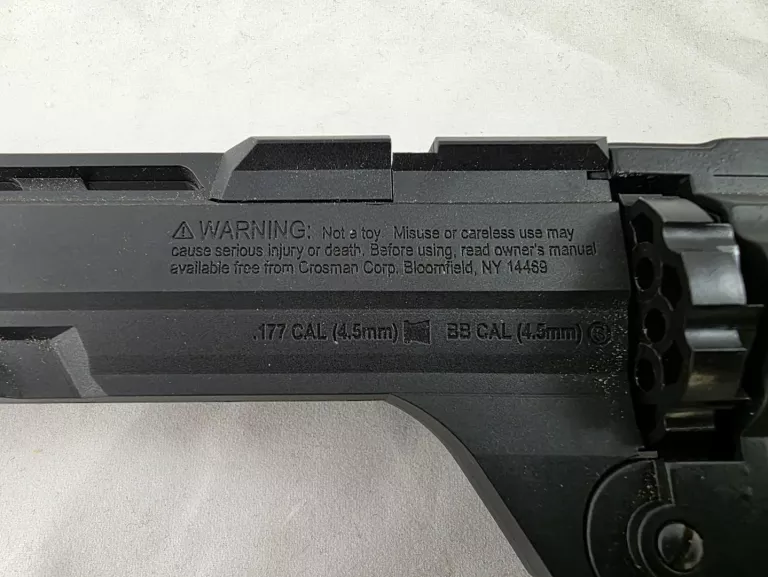 ⚠ WARNING: Not a toy. Misuse or careless use may
cause serious injury or death. Before using, read owner's manual
available free from Crosman Corp. Bloomfield, NY 14469
.177 CAL (4.5mm) BB CAL (4.5mm)